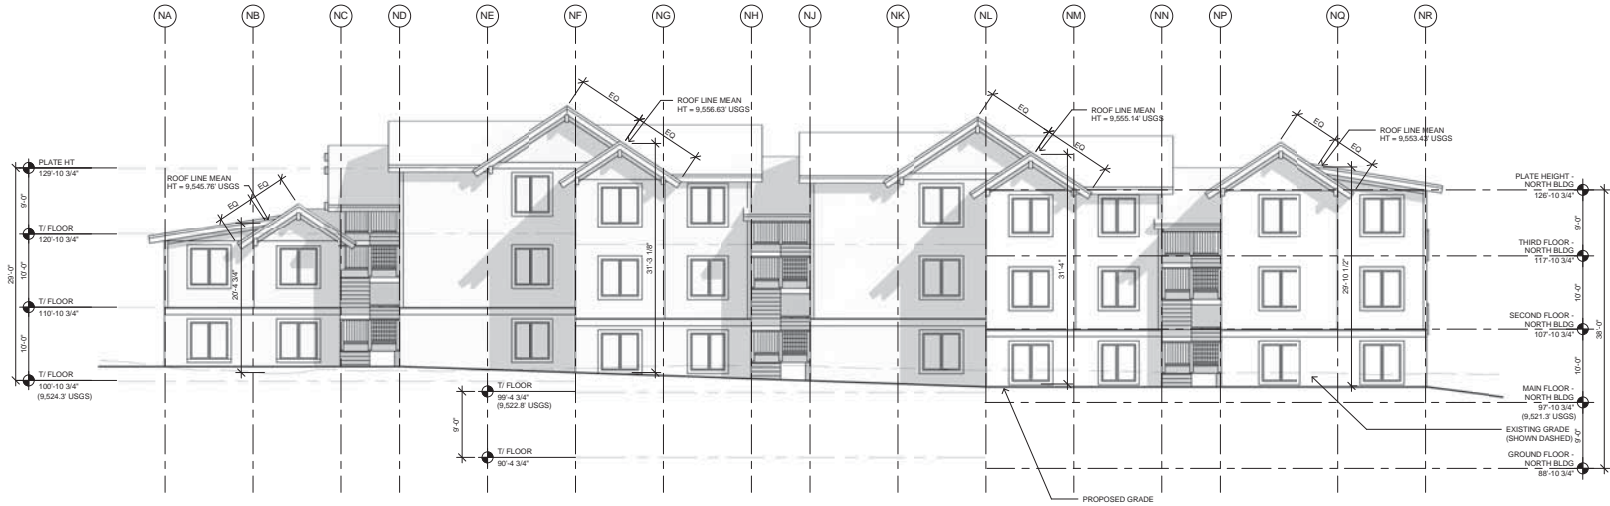 NA NB NC ND NE NF NG NH NJ NK NL NM NN NP NQ NR
EQ
EQ
ROOF LINE MEAN
HT = 9,556.63' USGS
EQ
EQ
ROOF LINE MEAN
HT = 9,555.14' USGS
EQ
EQ
ROOF LINE MEAN
HT = 9,553.43' USGS
PLATE HT
129'-10 3/4"
ROOF LINE MEAN
HT = 9,545.76' USGS
EQ
EQ
PLATE HEIGHT -
NORTH BLDG
126'-10 3/4"
9'-0"
T/ FLOOR
120'-10 3/4"
9'-0"
THIRD FLOOR -
NORTH BLDG
117'-10 3/4"
29'-0"
10'-0"
20'-4 3/4"
31'-3 1/8"
31'-4"
29'-10 1/2"
10'-0"
T/ FLOOR
110'-10 3/4"
SECOND FLOOR -
NORTH BLDG
107'-10 3/4"
38'-0"
10'-0"
10'-0"
T/ FLOOR
100'-10 3/4"
(9,524.3' USGS)
T/ FLOOR
99'-4 3/4"
(9,522.8' USGS)
MAIN FLOOR -
NORTH BLDG
97'-10 3/4"
(9,521.3' USGS)
9'-0"
EXISTING GRADE
(SHOWN DASHED)
9'-0"
T/ FLOOR
90'-4 3/4"
GROUND FLOOR -
NORTH BLDG
88'-10 3/4"
PROPOSED GRADE